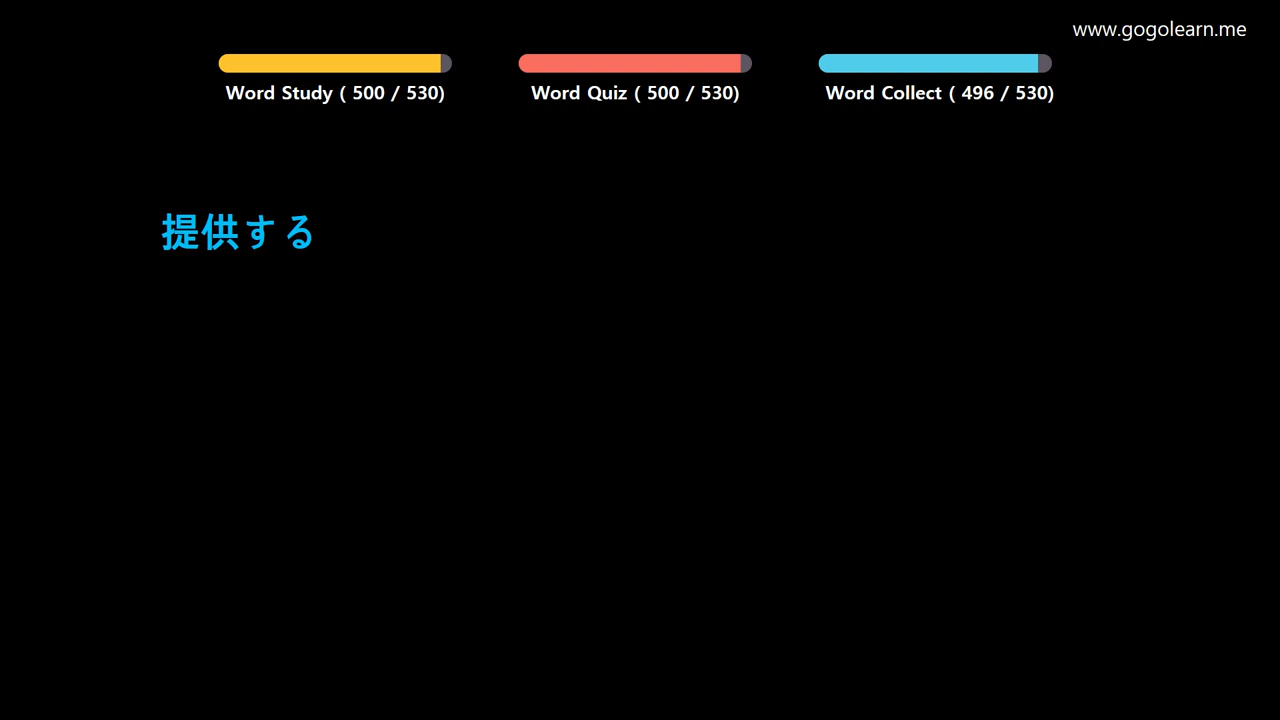 www.gogolearn.me
Word Study ( 500 / 530)
Word Quiz ( 500 / 530)
Word Collect ( 496 / 530)
提供する